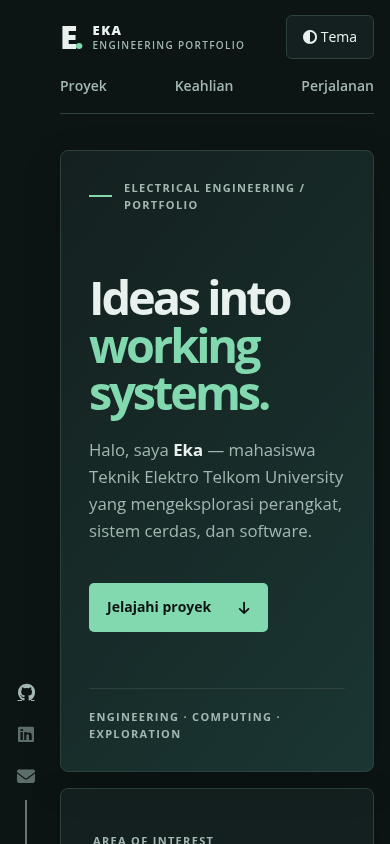 E.
EKA
ENGINEERING PORTFOLIO
Tema
Proyek
Keahlian
Perjalanan
ELECTRICAL ENGINEERING /
PORTFOLIO
Ideas into
working
systems.
Halo, saya Eka — mahasiswa
Teknik Elektro Telkom University
yang mengeksplorasi perangkat,
sistem cerdas, dan software.
Jelajahi proyek ↓
ENGINEERING · COMPUTING ·
EXPLORATION
AREA OF INTEREST